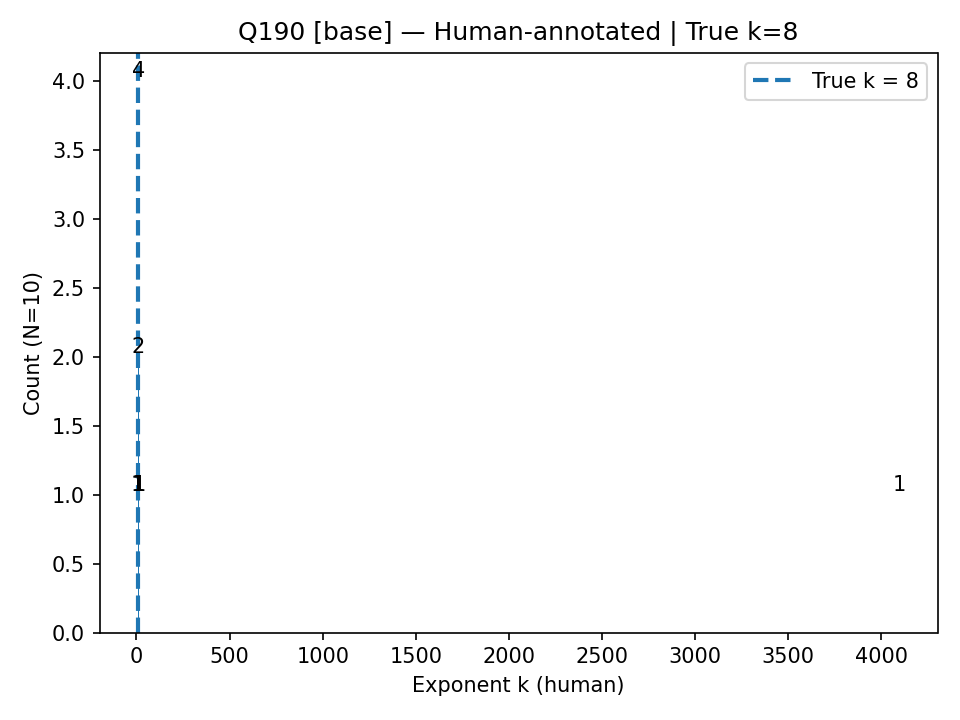 Q190 [base] — Human-annotated | True k=8
True k = 8
Count (N=10)
4.0
3.5
3.0
2.5
2.0
1.5
1.0
0.5
0.0
4
2
1
1
0 500 1000 1500 2000 2500 3000 3500 4000
Exponent k (human)